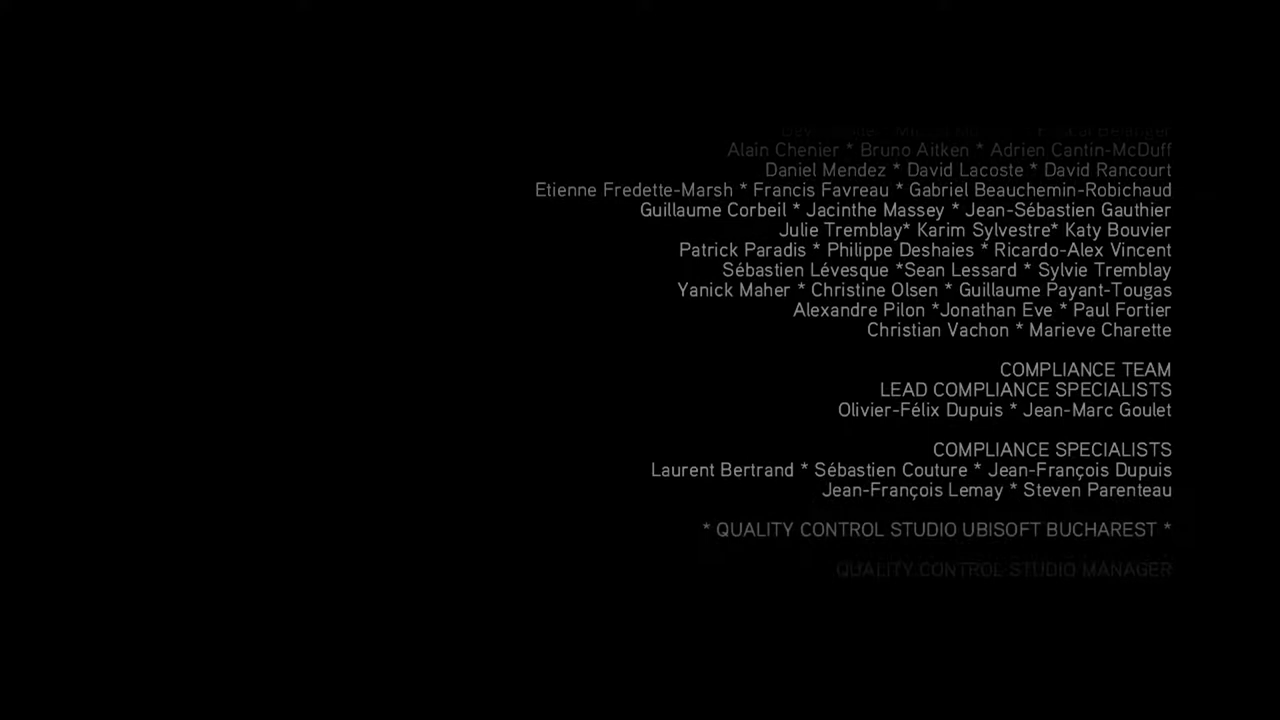 Alain Chenier * Bruno Aitken * Adrien Cantin-McDuff
Daniel Mendez * David Lacoste * David Rancourt
Etienne Fredette-Marsh * Francis Favreau * Gabriel Beauchemin-Robichaud
Guillaume Corbeil * Jacinthe Massey * Jean-Sébastien Gauthier
Julie Tremblay* Karim Sylvestre* Katy Bouvier
Patrick Paradis * Philippe Deshaies * Ricardo-Alex Vincent
Sébastien Lévesque *Sean Lessard * Sylvie Tremblay
Yanick Maher * Christine Olsen * Guillaume Payant-Tougas
Alexandre Pilon *Jonathan Eve * Paul Fortier
Christian Vachon * Marieve Charette
COMPLIANCE TEAM
LEAD COMPLIANCE SPECIALISTS
Olivier-Félix Dupuis * Jean-Marc Goulet
COMPLIANCE SPECIALISTS
Laurent Bertrand * Sébastien Couture * Jean-François Dupuis
Jean-François Lemay * Steven Parenteau
* QUALITY CONTROL STUDIO UBISOFT BUCHAREST *
QUALITY CONTROL STUDIO MANAGER